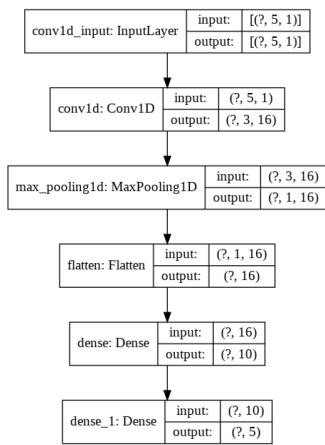 conv1d_input: InputLayer
input: [(?, 5, 1)]
output: [(?, 5, 1)]
conv1d: Conv1D
input: (?, 5, 1)
output: (?, 3, 16)
max_pooling1d: MaxPooling1D
input: (?, 3, 16)
output: (?, 1, 16)
flatten: Flatten
input: (?, 1, 16)
output: (?, 16)
dense: Dense
input: (?, 16)
output: (?, 10)
dense_1: Dense
input: (?, 10)
output: (?, 5)